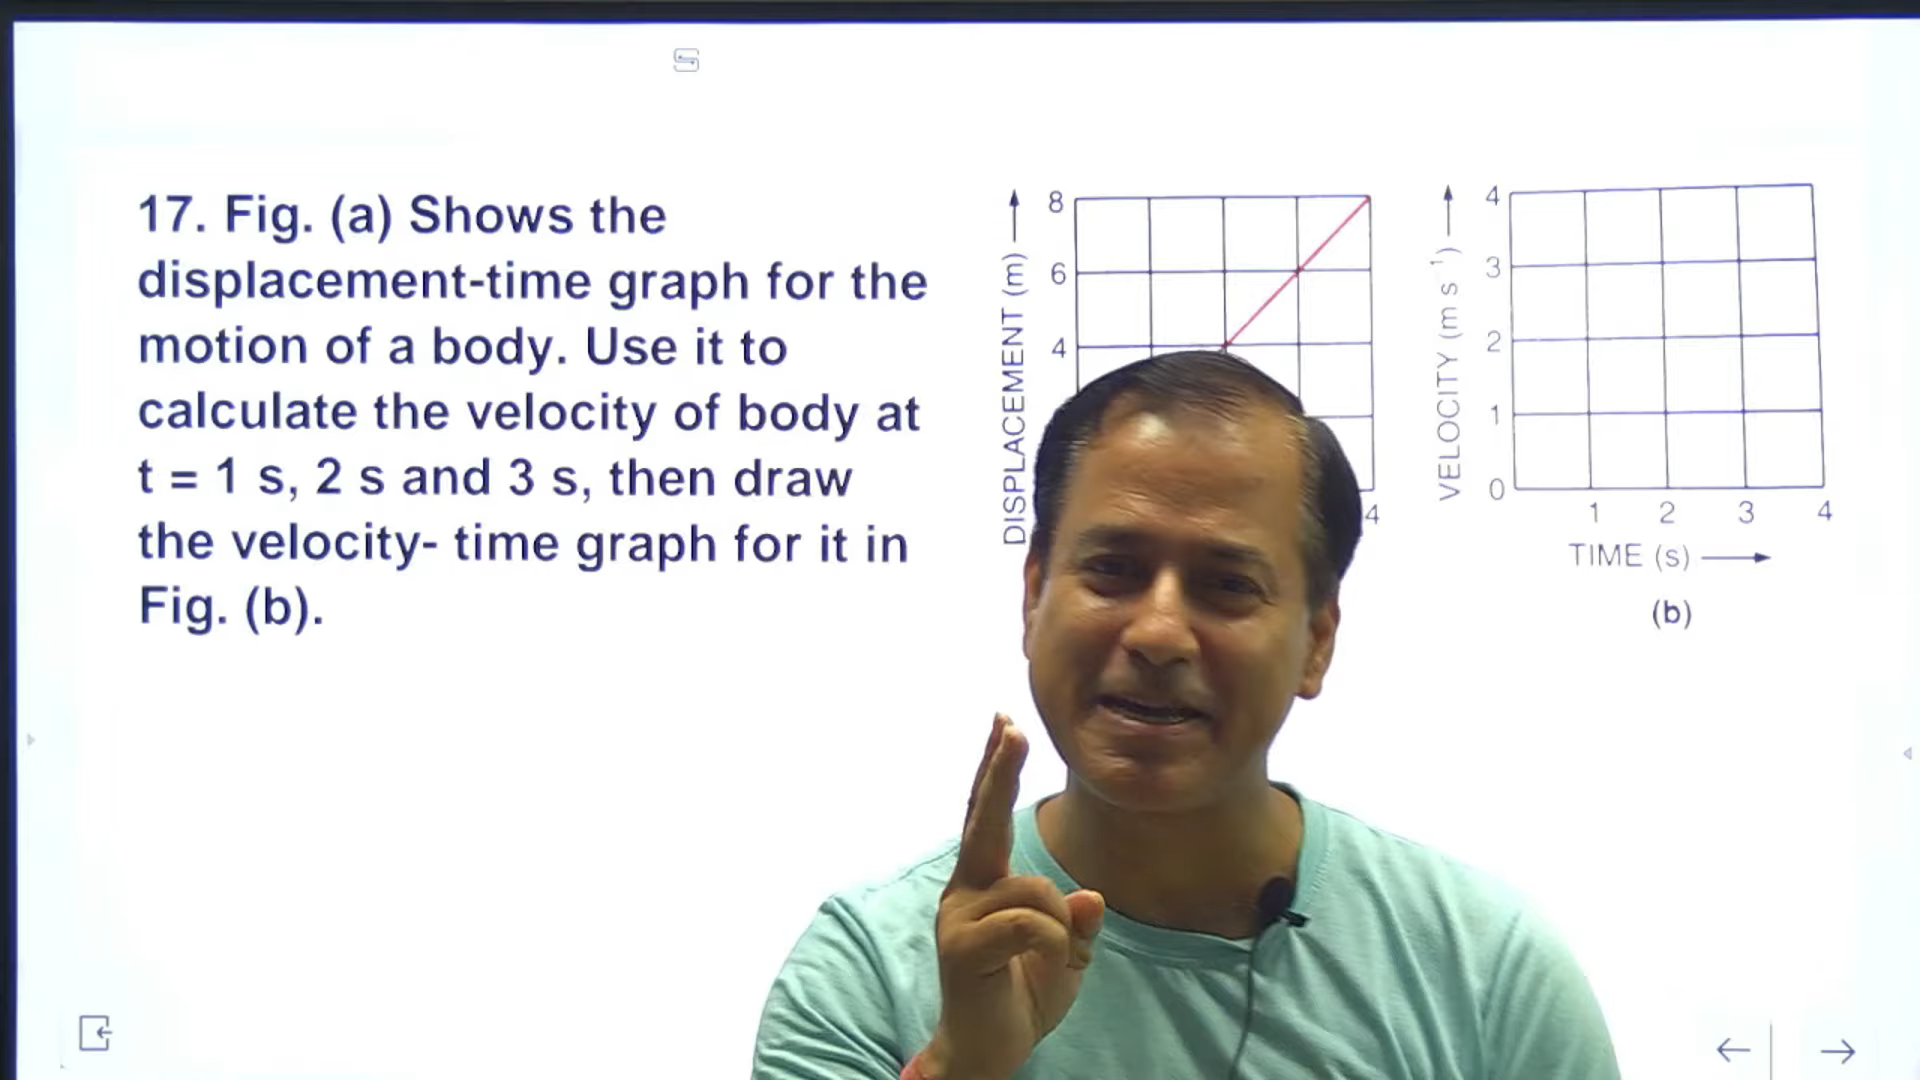 17. Fig. (a) Shows the
displacement-time graph for the
motion of a body. Use it to
calculate the velocity of body at
t = 1 s, 2 s and 3 s, then draw
the velocity- time graph for it in
Fig. (b).
DISPLACEMENT (m)
8
6
4
4
VELOCITY (m s⁻¹)
4
3
2
1
0
1 2 3 4
TIME (s)
(b)